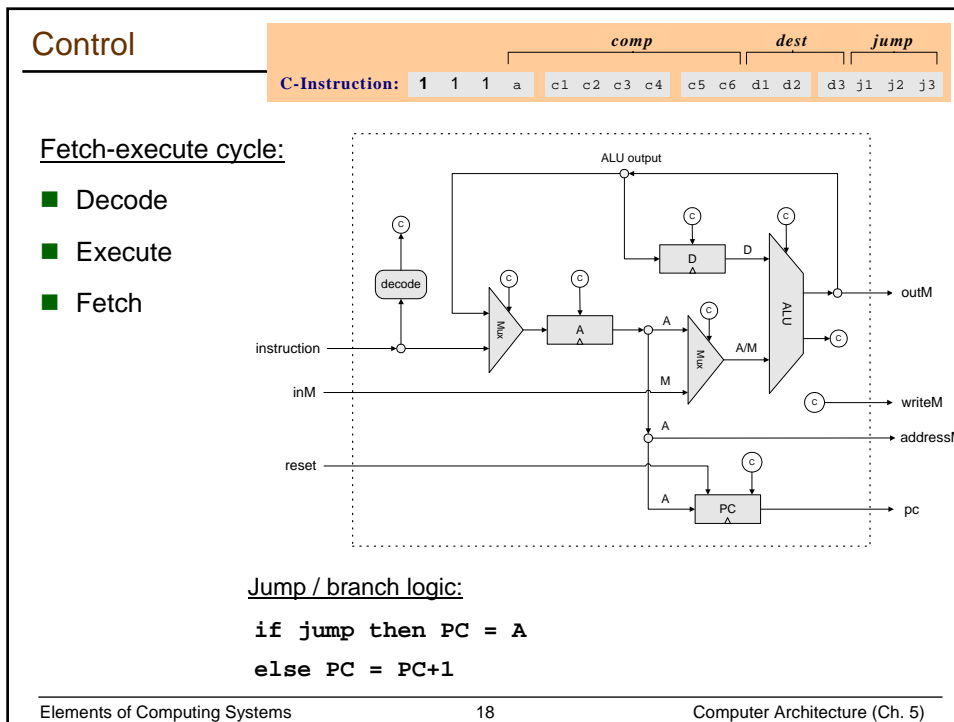 Control
comp dest jump
C-Instruction: 1 1 1 a c1 c2 c3 c4 c5 c6 d1 d2 d3 j1 j2 j3
Fetch-execute cycle:
Decode
Execute
Fetch
ALU output
C
C
C
D
D
decode
C
C
C
Mux
A
A
Mux
A/M
ALU
outM
C
instruction
M
inM
C
writeM
A
addressM
reset
C
A
PC
pc
Jump / branch logic:
if jump then PC = A
else PC = PC+1
Elements of Computing Systems 18 Computer Architecture (Ch. 5)